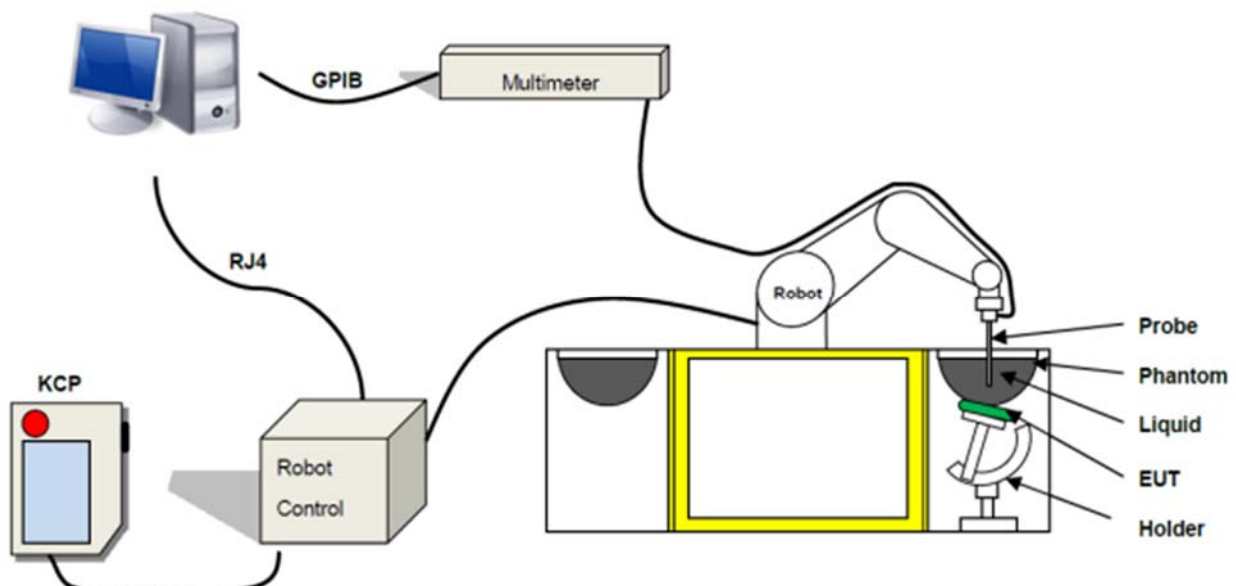 GPIB
Multimeter
RJ4
Robot
Probe
Phantom
KCP
Liquid
Robot
Control
EUT
Holder